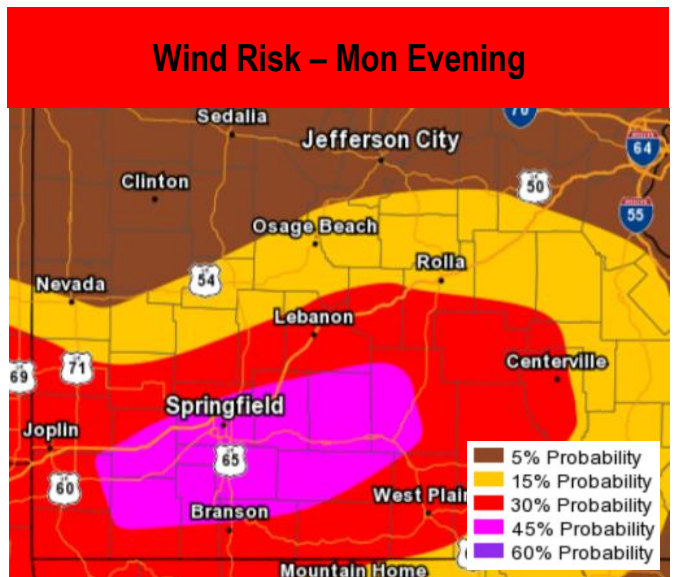 Wind Risk – Mon Evening
Sedalia
70
Jefferson City
64
Clinton
50
55
Osage Beach
Rolla
54
Nevada
Lebanon
71
69
Centerville
Springfield
Joplin
65
60
5% Probability
15% Probability
30% Probability
45% Probability
60% Probability
West Plain
Branson
Mountain Home